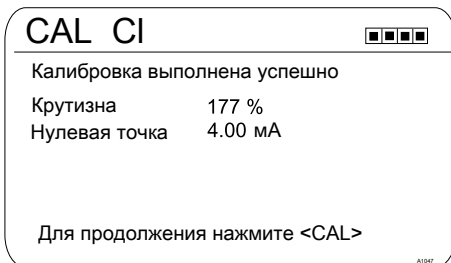 CAL Cl
Калибровка выполнена успешно
Крутизна 177 %
Нулевая точка 4.00 мА
Для продолжения нажмите <CAL>
A1047